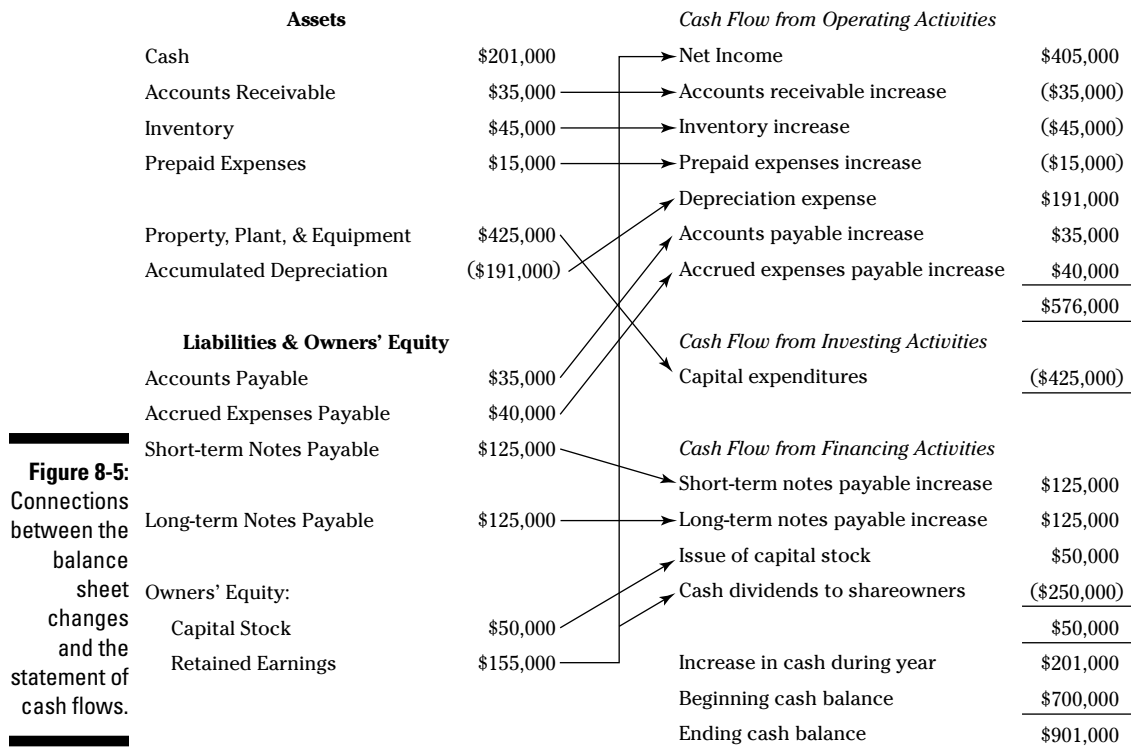 Assets
Cash $201,000
Accounts Receivable $35,000
Inventory $45,000
Prepaid Expenses $15,000
Property, Plant, & Equipment $425,000
Accumulated Depreciation ($191,000)
Liabilities & Owners’ Equity
Accounts Payable $35,000
Accrued Expenses Payable $40,000
Short-term Notes Payable $125,000
Long-term Notes Payable $125,000
Owners’ Equity:
Capital Stock $50,000
Retained Earnings $155,000
Cash Flow from Operating Activities
Net Income $405,000
Accounts receivable increase ($35,000)
Inventory increase ($45,000)
Prepaid expenses increase ($15,000)
Depreciation expense $191,000
Accounts payable increase $35,000
Accrued expenses payable increase $40,000
$576,000
Cash Flow from Investing Activities
Capital expenditures ($425,000)
Cash Flow from Financing Activities
Short-term notes payable increase $125,000
Long-term notes payable increase $125,000
Issue of capital stock $50,000
Cash dividends to shareowners ($250,000)
$50,000
Increase in cash during year $201,000
Beginning cash balance $700,000
Ending cash balance $901,000
Figure 8-5:
Connections
between the
balance
sheet
changes
and the
statement of
cash flows.